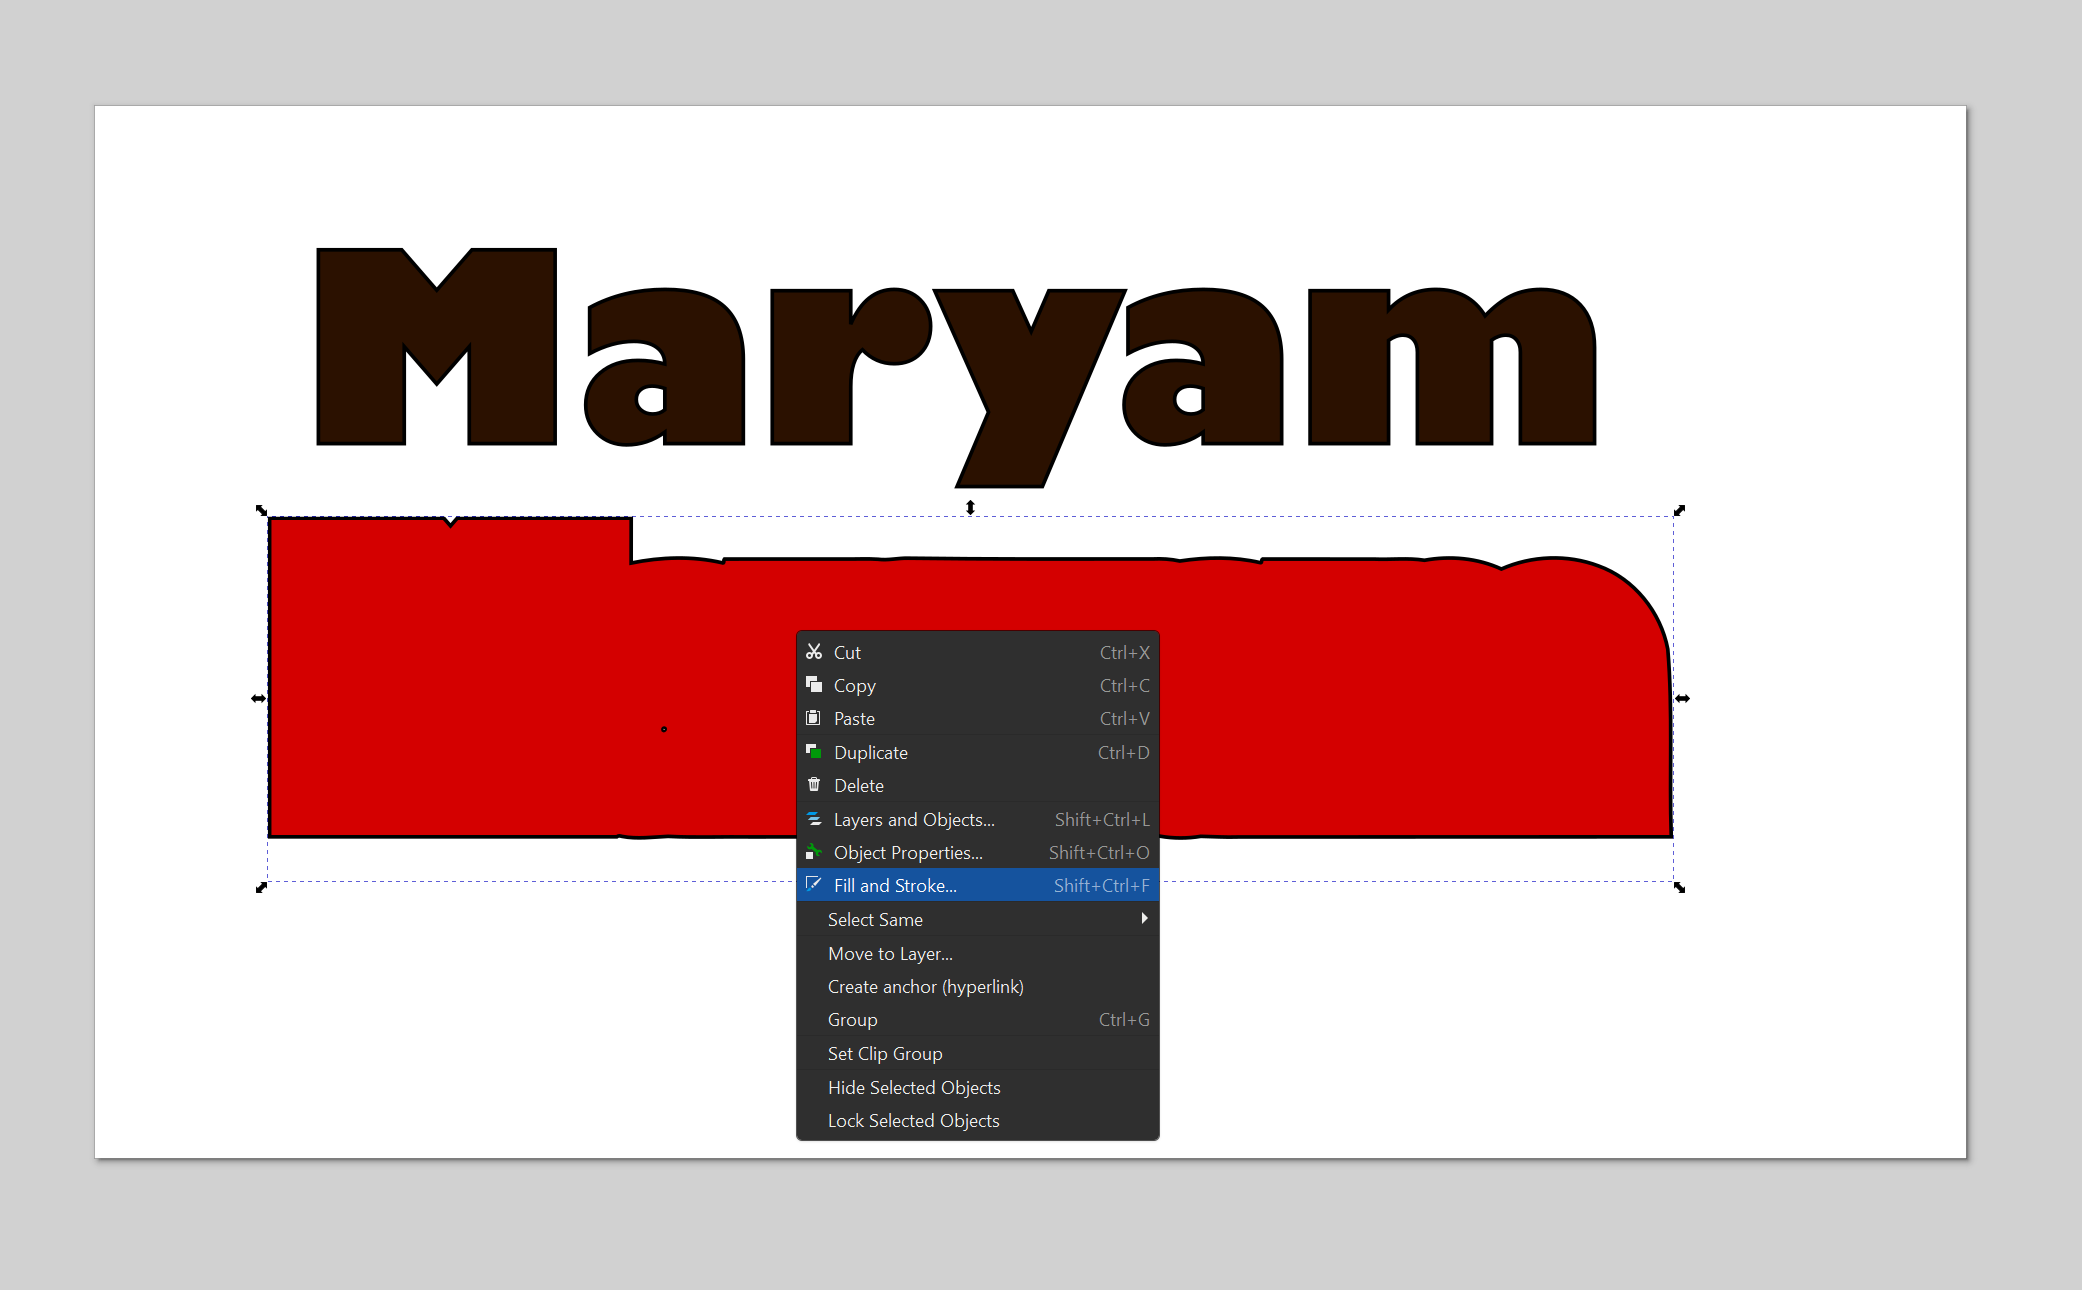 Maryam
Cut Ctrl+X
Copy Ctrl+C
Paste Ctrl+V
Duplicate Ctrl+D
Delete
Layers and Objects... Shift+Ctrl+L
Object Properties... Shift+Ctrl+O
Fill and Stroke... Shift+Ctrl+F
Select Same
Move to Layer...
Create anchor (hyperlink)
Group Ctrl+G
Set Clip Group
Hide Selected Objects
Lock Selected Objects